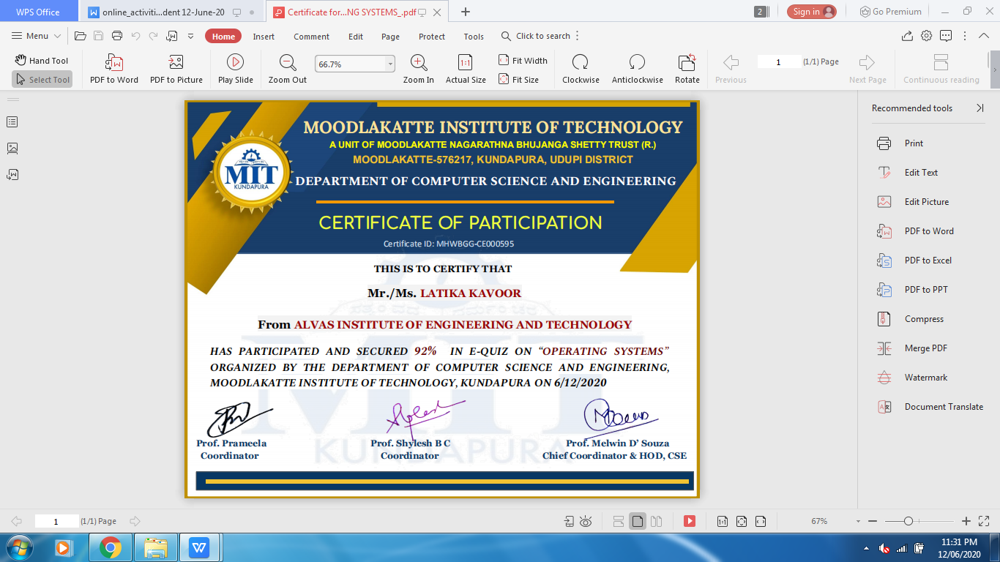 WPS Office
online_activiti...dent 12-June-20
Certificate for...NG SYSTEMS_.pdf
2
Sign in
Go Premium
Menu
Home
Insert
Comment
Edit
Page
Protect
Tools
Click to search
Hand Tool
Select Tool
PDF to Word
PDF to Picture
Play Slide
Zoom Out
66.7%
Zoom In
1:1
Actual Size
Fit Width
Fit Size
Clockwise
Anticlockwise
Rotate
Previous
1
(1/1) Page
Next Page
Continuous reading
MOODLAKATTE INSTITUTE OF TECHNOLOGY
A UNIT OF MOODLAKATTE NAGARATHNA BHUJANGA SHETTY TRUST (R.)
MOODLAKATTE-576217, KUNDAPURA, UDUPI DISTRICT
MIT
KUNDAPURA
DEPARTMENT OF COMPUTER SCIENCE AND ENGINEERING
CERTIFICATE OF PARTICIPATION
Certificate ID: MHWBGG-CE000595
THIS IS TO CERTIFY THAT
Mr./Ms. LATIKA KAVOOR
From ALVAS INSTITUTE OF ENGINEERING AND TECHNOLOGY
HAS PARTICIPATED AND SECURED 92% IN E-QUIZ ON “OPERATING SYSTEMS”
ORGANIZED BY THE DEPARTMENT OF COMPUTER SCIENCE AND ENGINEERING,
MOODLAKATTE INSTITUTE OF TECHNOLOGY, KUNDAPURA ON 6/12/2020
MIT
KUNDAPURA
Prof. Prameela
Coordinator
Prof. Shylesh B C
Coordinator
Prof. Melwin D’ Souza
Chief Coordinator & HOD, CSE
Recommended tools
Print
Edit Text
Edit Picture
PDF to Word
PDF to Excel
PDF to PPT
Compress
Merge PDF
Watermark
Document Translate
1
(1/1) Page
1:1
67%
11:31 PM
12/06/2020